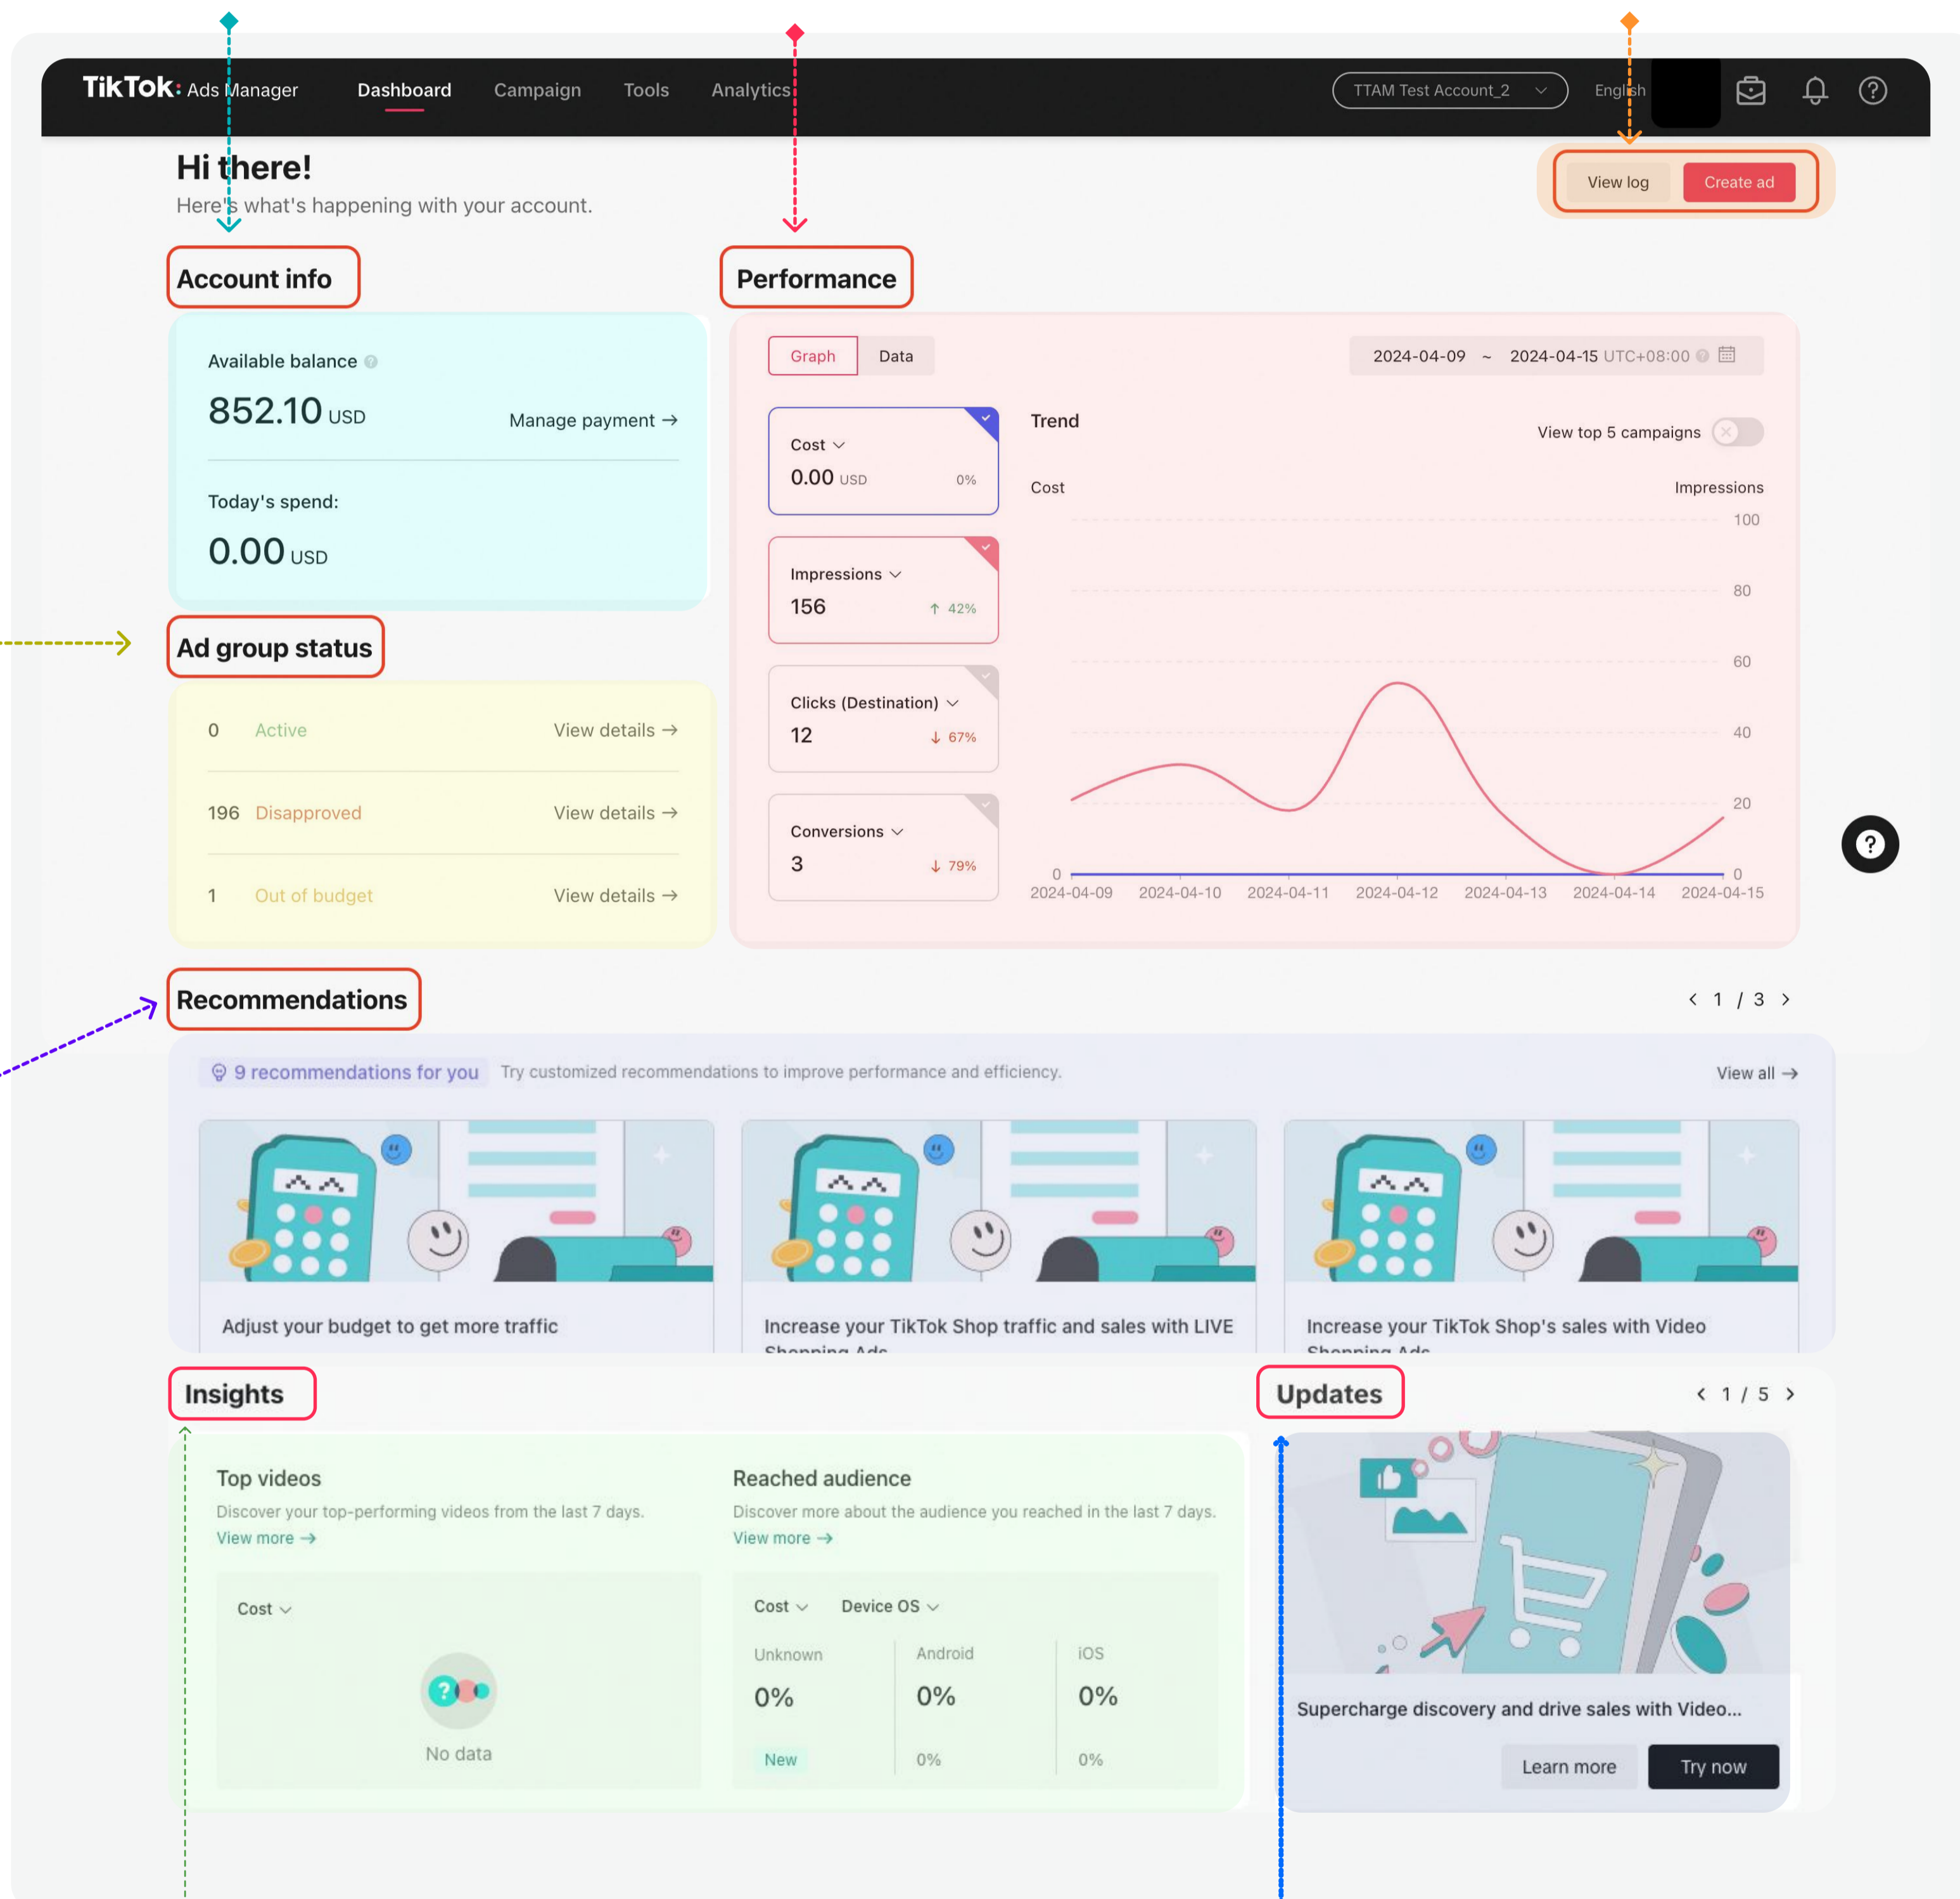 TikTok: Ads Manager Dashboard Campaign Tools Analytics TTAM Test Account_2 English
Hi there!
Here's what's happening with your account.
View log Create ad
Account info
Available balance
852.10 USD Manage payment →
Today's spend:
0.00 USD
Ad group status
0 Active View details →
196 Disapproved View details →
1 Out of budget View details →
Performance
Graph Data
2024-04-09 ~ 2024-04-15 UTC+08:00
Cost
0.00 USD 0%
Impressions
156 ↑ 42%
Clicks (Destination)
12 ↓ 67%
Conversions
3 ↓ 79%
Trend
View top 5 campaigns
Cost Impressions
100
80
60
40
20
0 0
2024-04-09 2024-04-10 2024-04-11 2024-04-12 2024-04-13 2024-04-14 2024-04-15
Recommendations
< 1 / 3 >
9 recommendations for you Try customized recommendations to improve performance and efficiency. View all →
Adjust your budget to get more traffic
Increase your TikTok Shop traffic and sales with LIVE
Shopping Ads
Increase your TikTok Shop's sales with Video
Shopping Ads
Insights
Top videos
Discover your top-performing videos from the last 7 days.
View more →
Cost
No data
Reached audience
Discover more about the audience you reached in the last 7 days.
View more →
Cost Device OS
Unknown Android iOS
0% 0% 0%
New 0% 0%
Updates
< 1 / 5 >
Supercharge discovery and drive sales with Video...
Learn more Try now